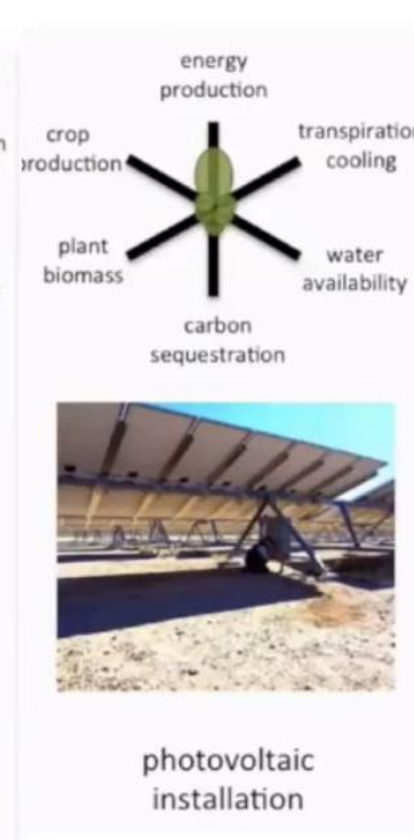 energy
production
crop
production
transpiration
cooling
plant
biomass
water
availability
carbon
sequestration
photovoltaic
installation